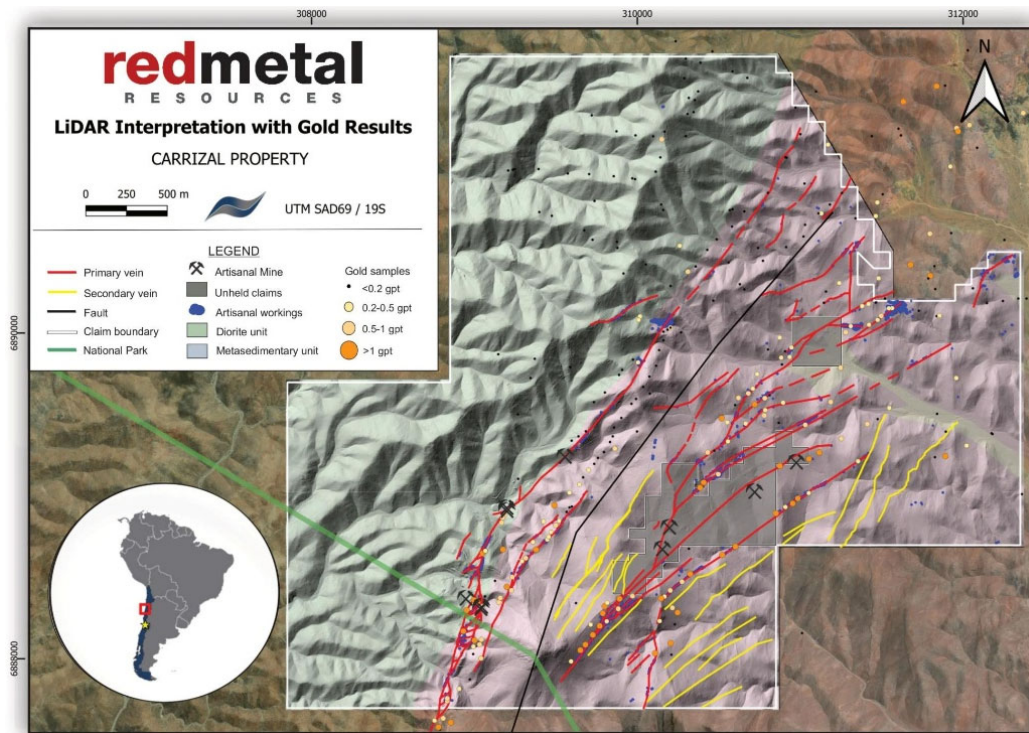 308000 310000 312000
redmetal
RESOURCES
LiDAR Interpretation with Gold Results
CARRIZAL PROPERTY
0 250 500 m
UTM SAD69 / 19S
N
LEGEND
Primary vein
Secondary vein
Fault
Claim boundary
National Park
Artisanal Mine
Unheld claims
Artisanal workings
Diorite unit
Metasedimentary unit
Gold samples
<0.2 gpt
0.2-0.5 gpt
0.5-1 gpt
>1 gpt
6890000
6888000